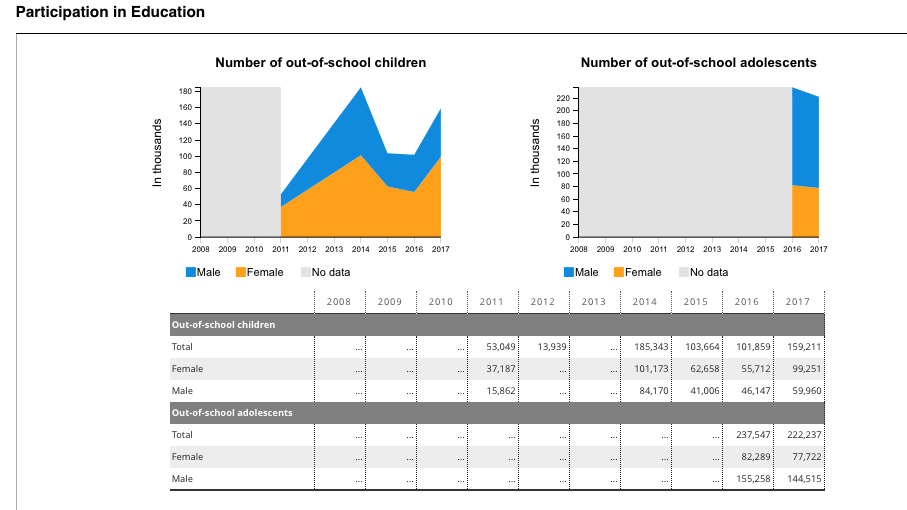 Participation in Education
Number of out-of-school children
In thousands
180
160
140
120
100
80
60
40
20
0
2008 2009 2010 2011 2012 2013 2014 2015 2016 2017
Male Female No data
Number of out-of-school adolescents
In thousands
220
200
180
160
140
120
100
80
60
40
20
0
2008 2009 2010 2011 2012 2013 2014 2015 2016 2017
Male Female No data
2008 2009 2010 2011 2012 2013 2014 2015 2016 2017
Out-of-school children
Total ... ... ... 53,049 13,939 ... 185,343 103,664 101,859 159,211
Female ... ... ... 37,187 ... ... 101,173 62,658 55,712 99,251
Male ... ... ... 15,862 ... ... 84,170 41,006 46,147 59,960
Out-of-school adolescents
Total ... ... ... ... ... ... ... ... 237,547 222,237
Female ... ... ... ... ... ... ... ... 82,289 77,722
Male ... ... ... ... ... ... ... ... 155,258 144,515